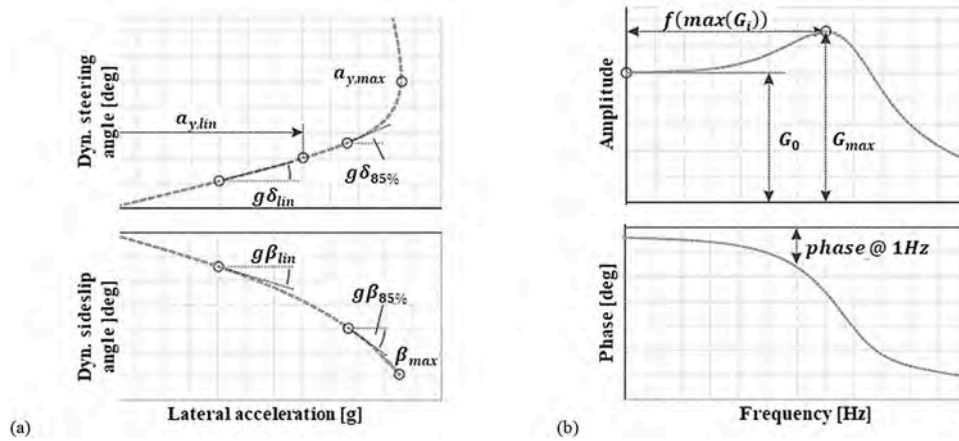 Dyn. steering
angle [deg]
a_y,max
a_y,lin
gδ_85%
gδ_lin
Dyn. sideslip
angle [deg]
gβ_lin
gβ_85%
β_max
Lateral acceleration [g]
(a)
Amplitude
f(max(G_i))
G_0
G_max
Phase [deg]
phase @ 1Hz
Frequency [Hz]
(b)